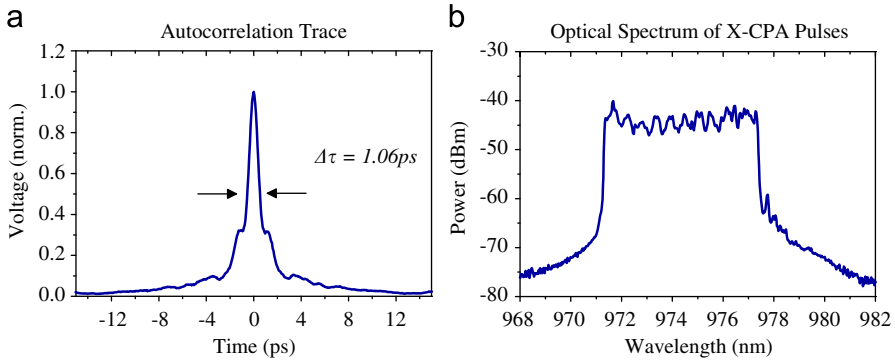 a
Autocorrelation Trace
Voltage (norm.)
1.0
0.8
0.6
0.4
0.2
0.0
Δτ = 1.06ps
-12 -8 -4 0 4 8 12
Time (ps)
b
Optical Spectrum of X-CPA Pulses
Power (dBm)
-30
-40
-50
-60
-70
-80
968 970 972 974 976 978 980 982
Wavelength (nm)